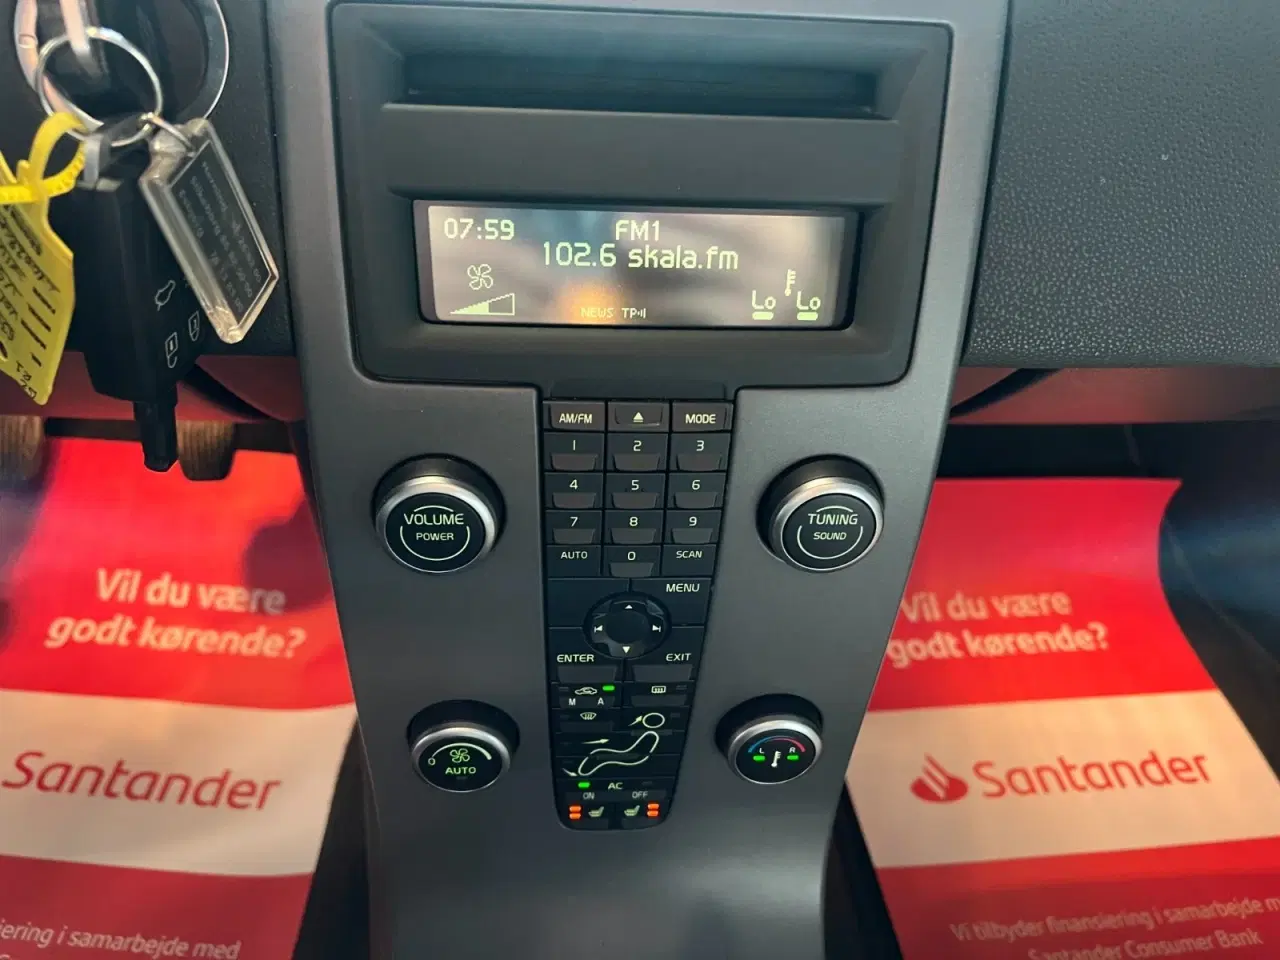 07:59
FM1
102.6 skala.fm
Lo Lo
NEWS TP
AM/FM
MODE
1 2 3
4 5 6
7 8 9
AUTO 0 SCAN
MENU
ENTER
EXIT
M A
AC
ON OFF
VOLUME
POWER
TUNING
SOUND
0
AUTO
L R
Vil du være
godt kørende?
Santander
iering i samarbejde med
Vil du være
godt kørende?
Santander
Vi tilbyder finansiering i samarbejde m
Santander Consumer Bank